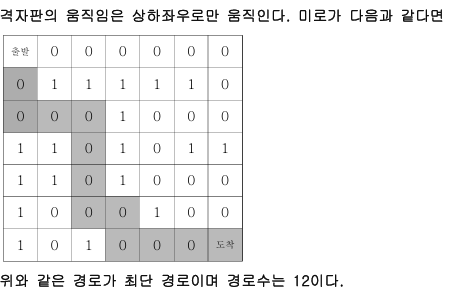 격자판의 움직임은 상하좌우로만 움직인다. 미로가 다음과 같다면
출발 0 0 0 0 0 0
0 1 1 1 1 1 0
0 0 0 1 0 0 0
1 1 0 1 0 1 1
1 1 0 1 0 0 0
1 0 0 0 1 0 0
1 0 1 0 0 0 도착
위와 같은 경로가 최단 경로이며 경로수는 12이다.